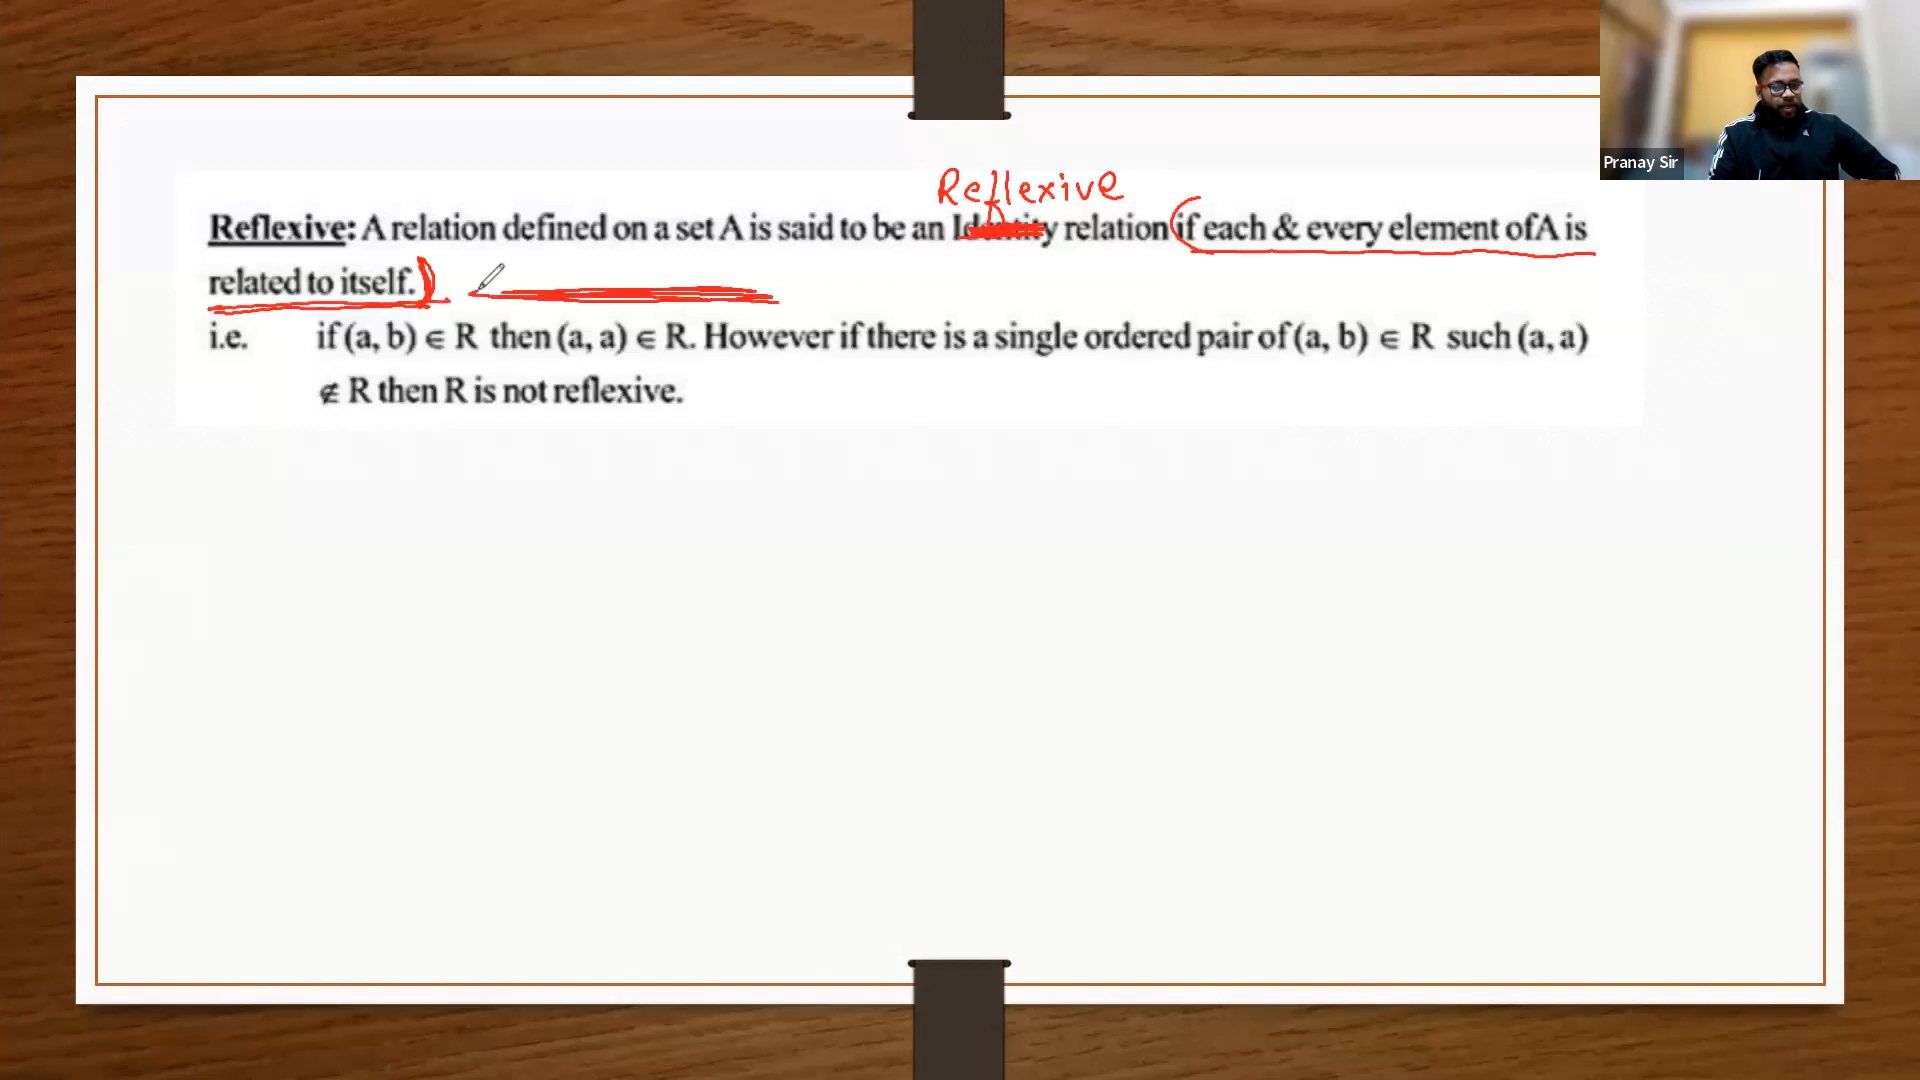 Pranay Sir
Reflexive
Reflexive: A relation defined on a set A is said to be an Identity relation if each & every element of A is
related to itself.
i.e. if (a, b) ∈ R then (a, a) ∈ R. However if there is a single ordered pair of (a, b) ∈ R such (a, a)
∉ R then R is not reflexive.